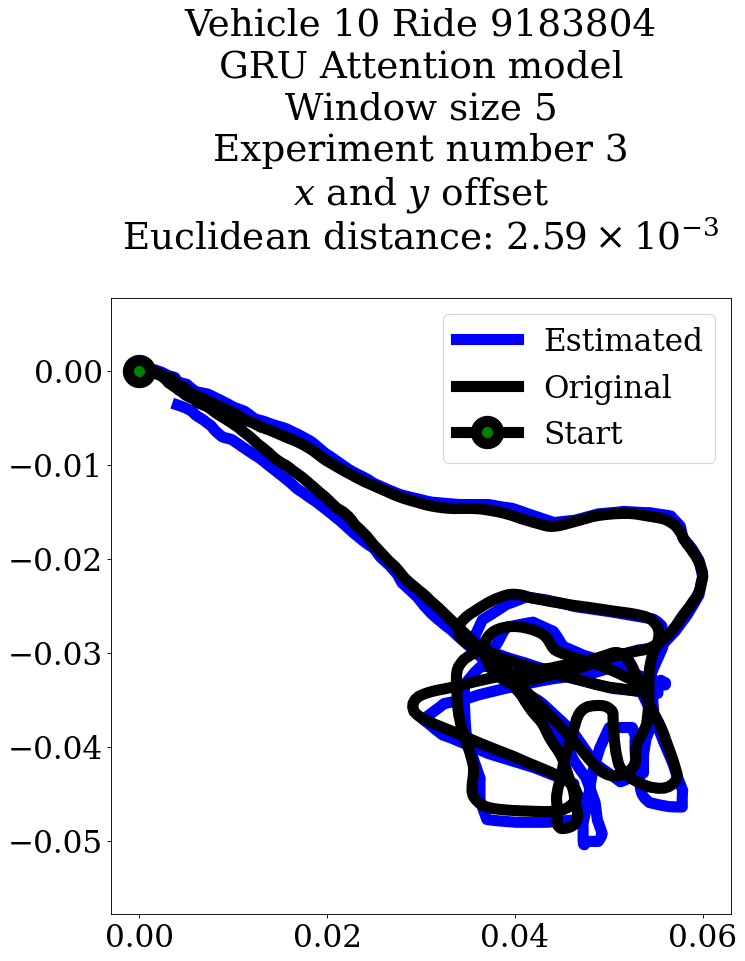 Vehicle 10 Ride 9183804
GRU Attention model
Window size 5
Experiment number 3
x and y offset
Euclidean distance: 2.59 × 10⁻³
Estimated
Original
Start
0.00
−0.01
−0.02
−0.03
−0.04
−0.05
0.00 0.02 0.04 0.06